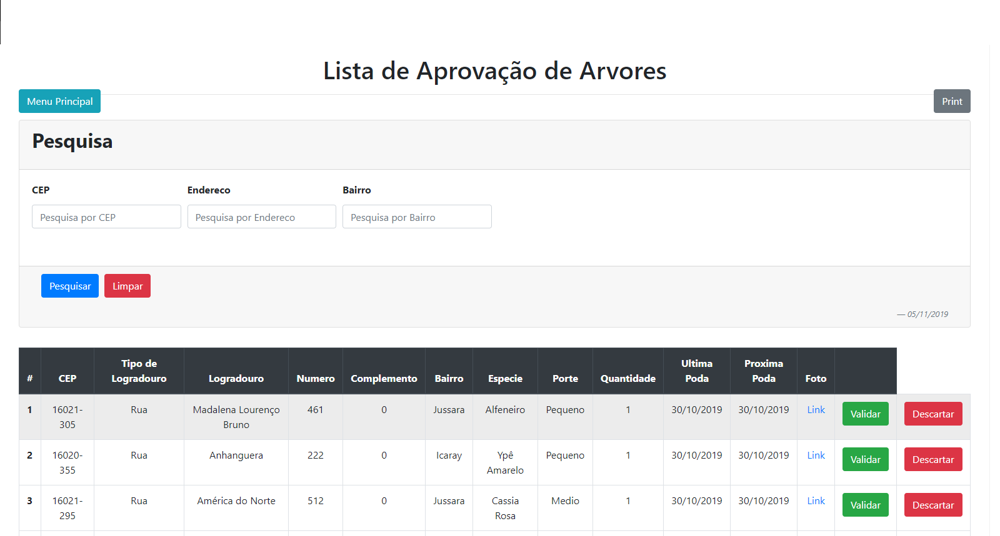 Lista de Aprovação de Arvores
Menu Principal
Print
Pesquisa
CEP Endereco Bairro
Pesquisa por CEP Pesquisa por Endereco Pesquisa por Bairro
Pesquisar Limpar
— 05/11/2019
# CEP Tipo de Logradouro Logradouro Numero Complemento Bairro Especie Porte Quantidade Ultima Poda Proxima Poda Foto
1 16021-305 Rua Madalena Lourenço Bruno 461 0 Jussara Alfeneiro Pequeno 1 30/10/2019 30/10/2019 Link Validar Descartar
2 16020-355 Rua Anhanguera 222 0 Icaray Ypê Amarelo Pequeno 1 30/10/2019 30/10/2019 Link Validar Descartar
3 16021-295 Rua América do Norte 512 0 Jussara Cassia Rosa Medio 1 30/10/2019 30/10/2019 Link Validar Descartar